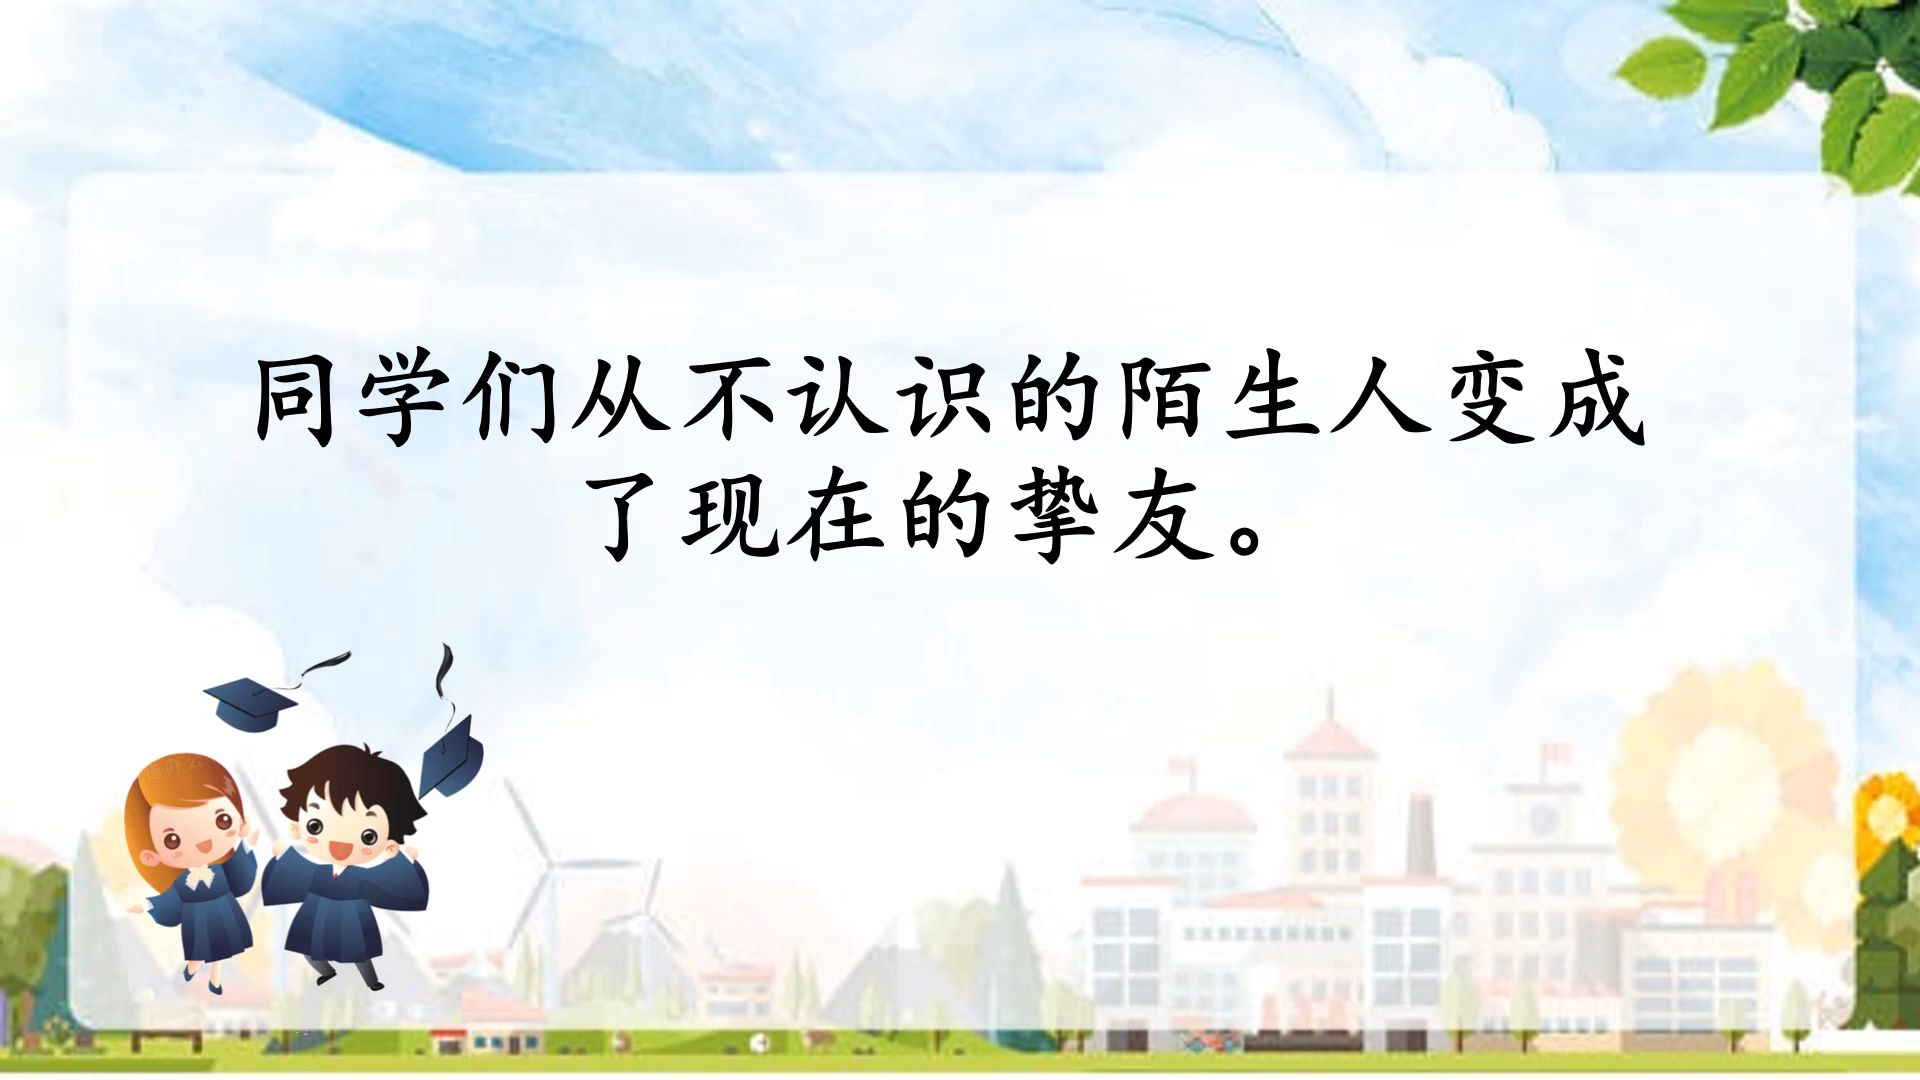 同学们从不认识的陌生人变成
了现在的挚友。